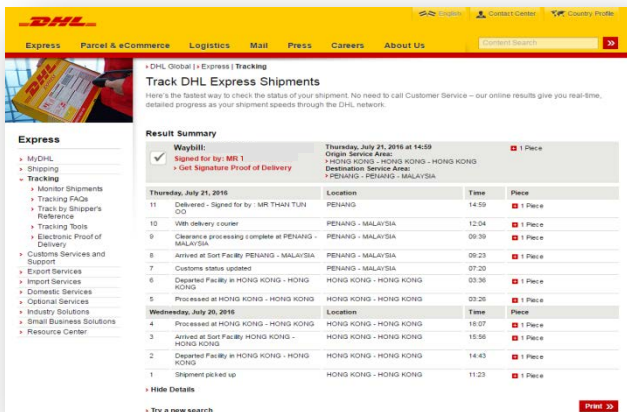 DHL
English Contact Center Country Profile
Express Parcel & eCommerce Logistics Mail Press Careers About Us
Content Search
DHL Global | Express | Tracking
Track DHL Express Shipments
Here's the fastest way to check the status of your shipment. No need to call Customer Service – our online results give you real-time,
detailed progress as your shipment speeds through the DHL network.
Express
MyDHL
Shipping
Tracking
Monitor Shipments
Tracking FAQs
Track by Shipper's
Reference
Tracking Tools
Electronic Proof of
Delivery
Customs Services and
Support
Export Services
Import Services
Domestic Services
Optional Services
Industry Solutions
Small Business Solutions
Resource Center
Result Summary
Waybill:
Signed for by: MR 1
Get Signature Proof of Delivery
Thursday, July 21, 2016 at 14:59
Origin Service Area:
HONG KONG - HONG KONG - HONG KONG
Destination Service Area:
PENANG - PENANG - MALAYSIA
1 Piece
Thursday, July 21, 2016 Location Time Piece
11 Delivered - Signed for by : MR THAN TUN
OO
PENANG 14:59 1 Piece
10 With delivery courier PENANG - MALAYSIA 12:04 1 Piece
9 Clearance processing complete at PENANG -
MALAYSIA
PENANG - MALAYSIA 09:39 1 Piece
8 Arrived at Sort Facility PENANG - MALAYSIA PENANG - MALAYSIA 09:23 1 Piece
7 Customs status updated PENANG - MALAYSIA 07:20
6 Departed Facility in HONG KONG - HONG
KONG
HONG KONG - HONG KONG 03:36 1 Piece
5 Processed at HONG KONG - HONG KONG HONG KONG - HONG KONG 03:26 1 Piece
Wednesday, July 20, 2016 Location Time Piece
4 Processed at HONG KONG - HONG KONG HONG KONG - HONG KONG 16:07 1 Piece
3 Arrived at Sort Facility HONG KONG -
HONG KONG
HONG KONG - HONG KONG 15:56 1 Piece
2 Departed Facility in HONG KONG - HONG
KONG
HONG KONG - HONG KONG 14:43 1 Piece
1 Shipment picked up HONG KONG - HONG KONG 11:23 1 Piece
Hide Details
Try a new search
Print